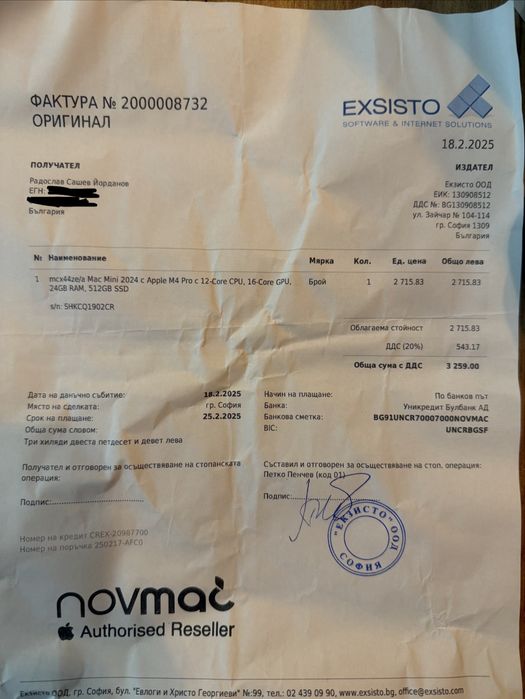 ФАКТУРА № 2000008732
ОРИГИНАЛ
EXSISTO
SOFTWARE & INTERNET SOLUTIONS
18.2.2025
ПОЛУЧАТЕЛ
Радослав Сашев Йорданов
ЕГН:
България
ИЗДАТЕЛ
Екзисто ООД
ЕИК: 130908512
ДДС №: BG130908512
ул. Зайчар № 104-114
гр. София 1309
България
№ Наименование Мярка Кол. Ед. цена Общо лева
1 mcx44ze/a Mac Mini 2024 с Apple M4 Pro с 12-Core CPU, 16-Core GPU, Брой 1 2 715.83 2 715.83
24GB RAM, 512GB SSD
s/n: SHKCQ1902CR
Облагаема стойност 2 715.83
ДДС (20%) 543.17
Обща сума с ДДС 3 259.00
Дата на данъчно събитие: 18.2.2025
Място на сделката: гр. София
Срок на плащане: 25.2.2025
Обща сума словом:
Три хиляди двеста петдесет и девет лева
Начин на плащане: По банков път
Банка: Уникредит Булбанк АД
Банкова сметка: BG91UNCR70007000NOVMAC
BIC: UNCRBGSF
Получател и отговорен за осъществяване на стопанската
операция:
Подпис:
Съставил и отговорен за осъществяване на стоп. операция:
Петко Пенчев (код 01)
Подпис:
"ЕКЗИСТО" ООД
СОФИЯ
Номер на кредит CREX-20987700
Номер на поръчка 250217-AFC0
novmac
Authorised Reseller
Екзисто ООД, гр. София, бул. "Евлоги и Христо Георгиеви" №99, тел.: 02 439 09 90, www.exsisto.bg, office@exsisto.com